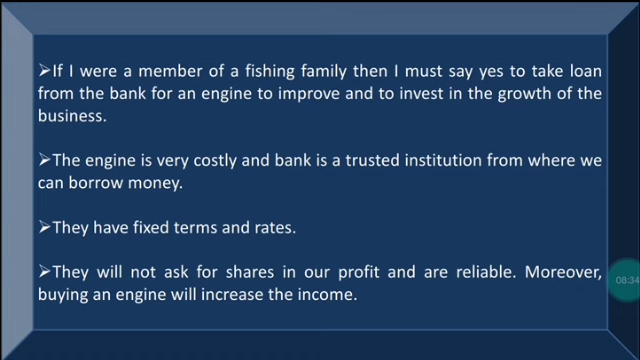 ➢If I were a member of a fishing family then I must say yes to take loan
from the bank for an engine to improve and to invest in the growth of the
business.
➢The engine is very costly and bank is a trusted institution from where we
can borrow money.
➢They have fixed terms and rates.
➢They will not ask for shares in our profit and are reliable. Moreover,
buying an engine will increase the income.
08:34